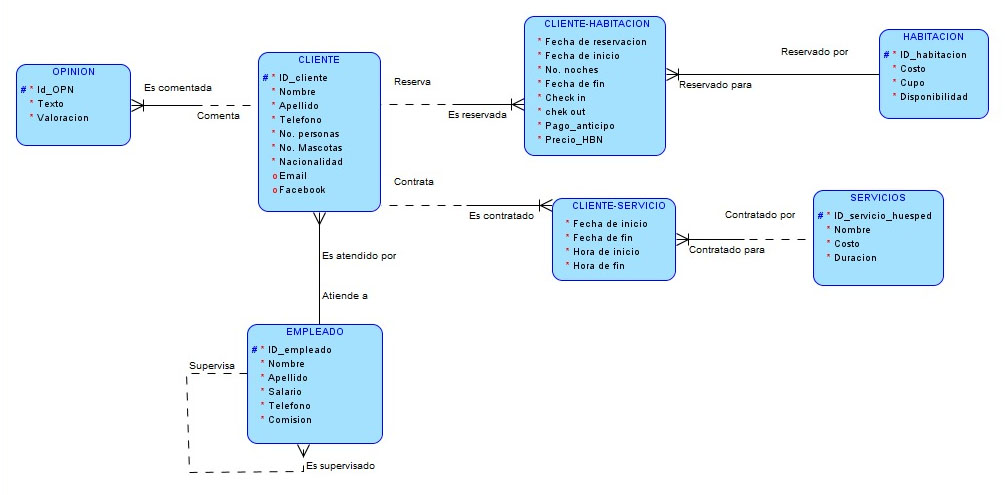 OPINION
# * Id_OPN
* Texto
* Valoracion
Es comentada
Comenta
CLIENTE
# * ID_cliente
* Nombre
* Apellido
* Telefono
* No. personas
* No. Mascotas
* Nacionalidad
o Email
o Facebook
Reserva
Es reservada
CLIENTE-HABITACION
* Fecha de reservacion
* Fecha de inicio
* No. noches
* Fecha de fin
* Check in
* chek out
* Pago_anticipo
* Precio_HBN
Reservado por
Reservado para
HABITACION
# * ID_habitacion
* Costo
* Cupo
* Disponibilidad
Contrata
Es contratado
CLIENTE-SERVICIO
* Fecha de inicio
* Fecha de fin
* Hora de inicio
* Hora de fin
Contratado por
Contratado para
SERVICIOS
# * ID_servicio_huesped
* Nombre
* Costo
* Duracion
Es atendido por
Atiende a
EMPLEADO
# * ID_empleado
* Nombre
* Apellido
* Salario
* Telefono
* Comision
Supervisa
Es supervisado